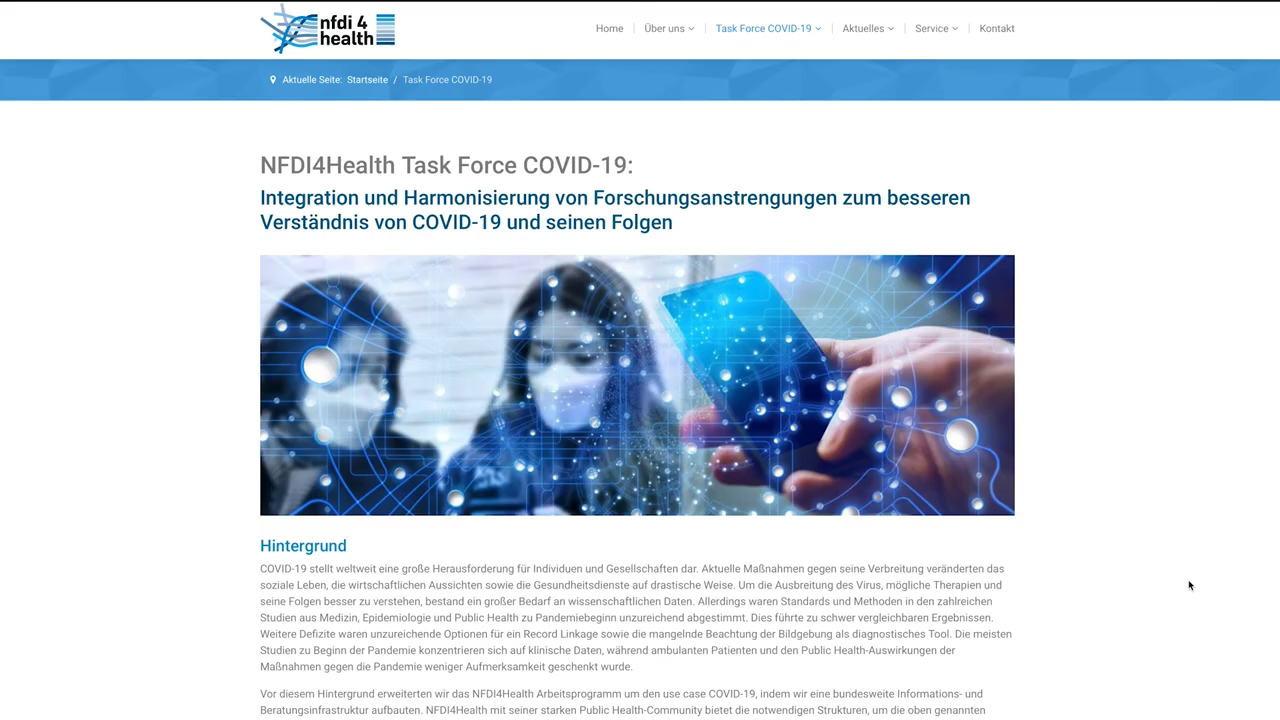 nfdi 4
health
Home
Über uns
Task Force COVID-19
Aktuelles
Service
Kontakt
Aktuelle Seite: Startseite / Task Force COVID-19
NFDI4Health Task Force COVID-19:
Integration und Harmonisierung von Forschungsanstrengungen zum besseren
Verständnis von COVID-19 und seinen Folgen
Hintergrund
COVID-19 stellt weltweit eine große Herausforderung für Individuen und Gesellschaften dar. Aktuelle Maßnahmen gegen seine Verbreitung veränderten das
soziale Leben, die wirtschaftlichen Aussichten sowie die Gesundheitsdienste auf drastische Weise. Um die Ausbreitung des Virus, mögliche Therapien und
seine Folgen besser zu verstehen, bestand ein großer Bedarf an wissenschaftlichen Daten. Allerdings waren Standards und Methoden in den zahlreichen
Studien aus Medizin, Epidemiologie und Public Health zu Pandemiebeginn unzureichend abgestimmt. Dies führte zu schwer vergleichbaren Ergebnissen.
Weitere Defizite waren unzureichende Optionen für ein Record Linkage sowie die mangelnde Beachtung der Bildgebung als diagnostisches Tool. Die meisten
Studien zu Beginn der Pandemie konzentrieren sich auf klinische Daten, während ambulanten Patienten und den Public Health-Auswirkungen der
Maßnahmen gegen die Pandemie weniger Aufmerksamkeit geschenkt wurde.
Vor diesem Hintergrund erweiterten wir das NFDI4Health Arbeitsprogramm um den use case COVID-19, indem wir eine bundesweite Informations- und
Beratungsinfrastruktur aufbauten. NFDI4Health mit seiner starken Public Health-Community bietet die notwendigen Strukturen, um die oben genannten